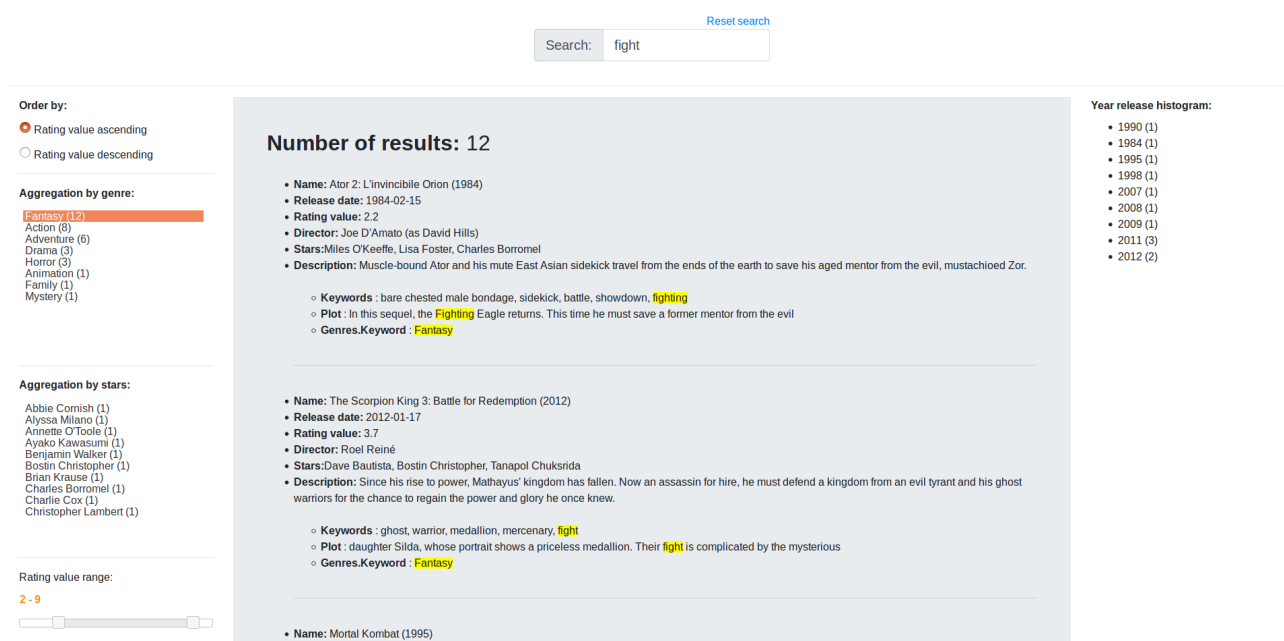 Reset search
Search: fight
Order by:
Rating value ascending
Rating value descending
Aggregation by genre:
Fantasy (12)
Action (8)
Adventure (6)
Drama (3)
Horror (3)
Animation (1)
Family (1)
Mystery (1)
Aggregation by stars:
Abbie Cornish (1)
Alyssa Milano (1)
Annette O'Toole (1)
Ayako Kawasumi (1)
Benjamin Walker (1)
Bostin Christopher (1)
Brian Krause (1)
Charles Borromel (1)
Charlie Cox (1)
Christopher Lambert (1)
Rating value range:
2 - 9
Number of results: 12
Name: Ator 2: L'invincibile Orion (1984)
Release date: 1984-02-15
Rating value: 2.2
Director: Joe D'Amato (as David Hills)
Stars:Miles O'Keeffe, Lisa Foster, Charles Borromel
Description: Muscle-bound Ator and his mute East Asian sidekick travel from the ends of the earth to save his aged mentor from the evil, mustachioed Zor.
Keywords : bare chested male bondage, sidekick, battle, showdown, fighting
Plot : In this sequel, the Fighting Eagle returns. This time he must save a former mentor from the evil
Genres.Keyword : Fantasy
Name: The Scorpion King 3: Battle for Redemption (2012)
Release date: 2012-01-17
Rating value: 3.7
Director: Roel Reiné
Stars:Dave Bautista, Bostin Christopher, Tanapol Chuksrida
Description: Since his rise to power, Mathayus' kingdom has fallen. Now an assassin for hire, he must defend a kingdom from an evil tyrant and his ghost
warriors for the chance to regain the power and glory he once knew.
Keywords : ghost, warrior, medallion, mercenary, fight
Plot : daughter Silda, whose portrait shows a priceless medallion. Their fight is complicated by the mysterious
Genres.Keyword : Fantasy
Name: Mortal Kombat (1995)
Year release histogram:
1990 (1)
1984 (1)
1995 (1)
1998 (1)
2007 (1)
2008 (1)
2009 (1)
2011 (3)
2012 (2)